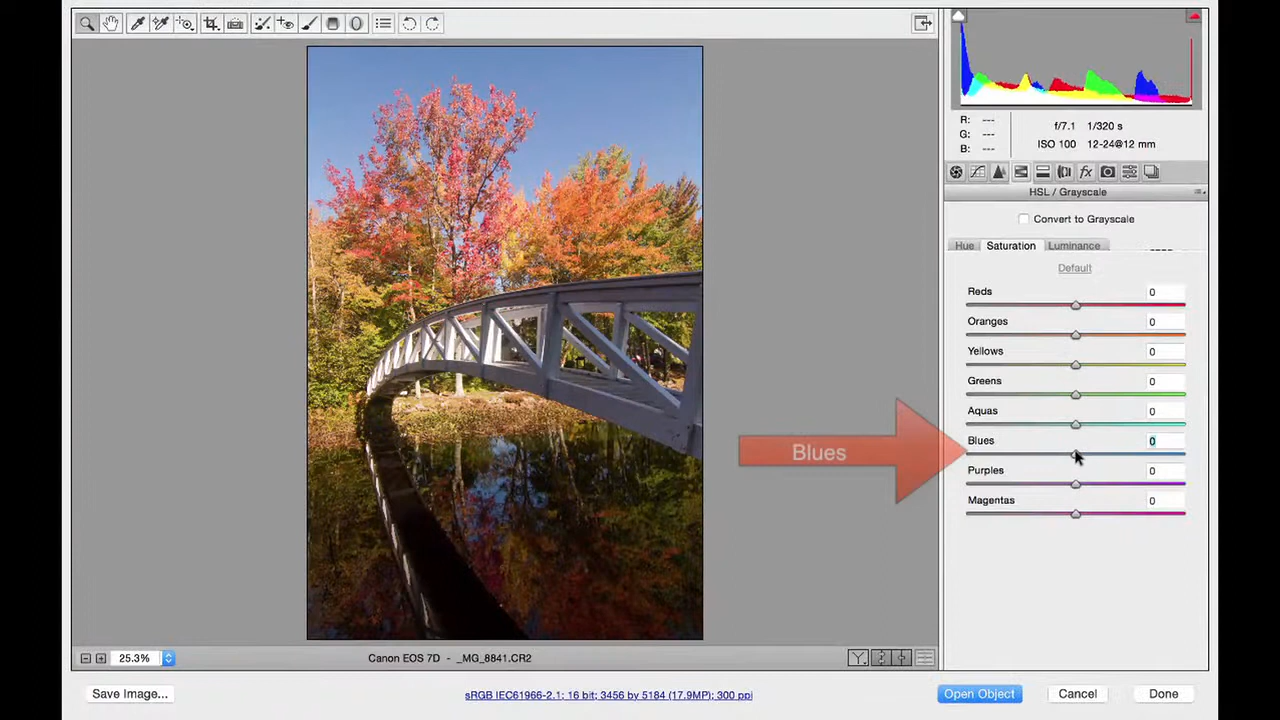 R: ---
G: ---
B: ---
f/7.1 1/320 s
ISO 100 12-24@12 mm
fx
HSL / Grayscale
Convert to Grayscale
Hue Saturation Luminance
Default
Reds 0
Oranges 0
Yellows 0
Greens 0
Aquas 0
Blues 0
Purples 0
Magentas 0
Blues
25.3%
Canon EOS 7D - _MG_8841.CR2
Save Image...
sRGB IEC61966-2.1; 16 bit; 3456 by 5184 (17.9MP); 300 ppi
Open Object
Cancel
Done